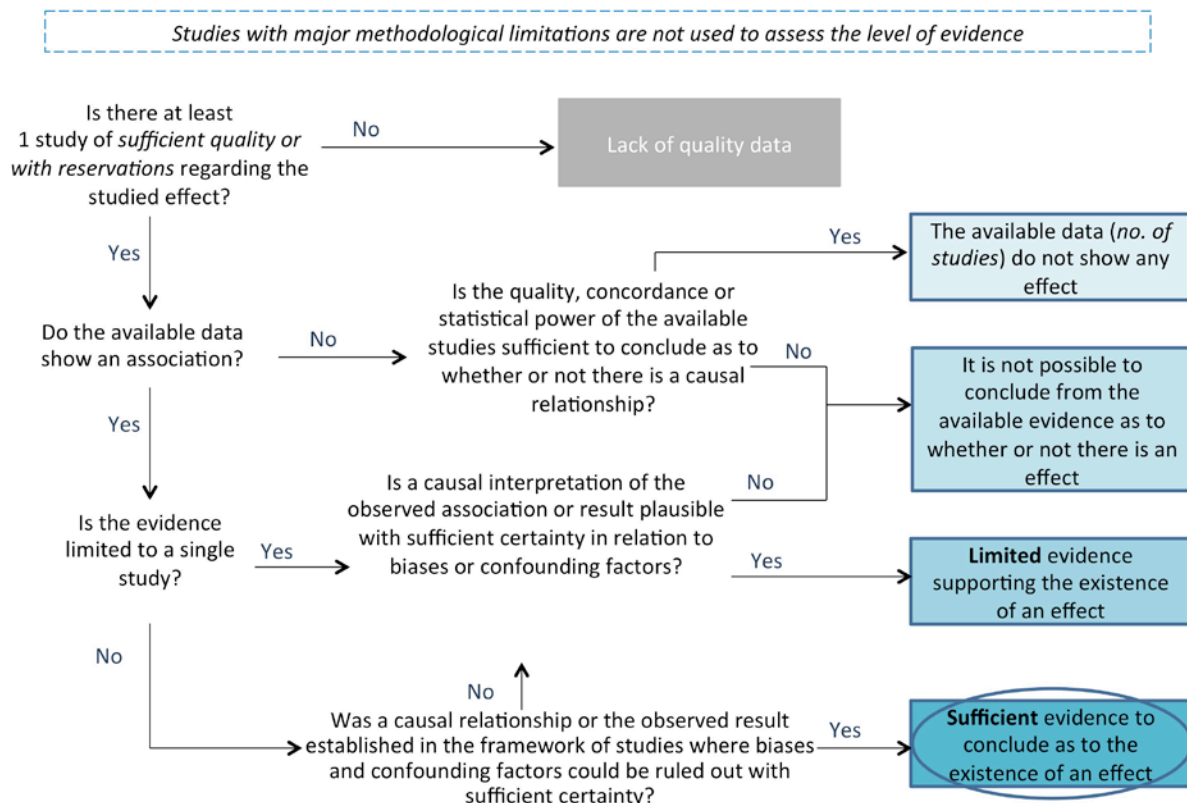 Studies with major methodological limitations are not used to assess the level of evidence
Is there at least
1 study of sufficient quality or
with reservations regarding the
studied effect?
No
Lack of quality data
Yes
Yes
The available data (no. of
studies) do not show any
effect
Is the quality, concordance or
statistical power of the available
studies sufficient to conclude as to
whether or not there is a causal
relationship?
Do the available data
show an association?
No
No
It is not possible to
conclude from the
available evidence as to
whether or not there is an
effect
Yes
Is a causal interpretation of the
observed association or result plausible
with sufficient certainty in relation to
biases or confounding factors?
No
Is the evidence
limited to a single
study?
Yes
Yes
Limited evidence
supporting the existence
of an effect
No
No
Was a causal relationship or the observed result
established in the framework of studies where biases
and confounding factors could be ruled out with
sufficient certainty?
Yes
Sufficient evidence to
conclude as to the
existence of an effect